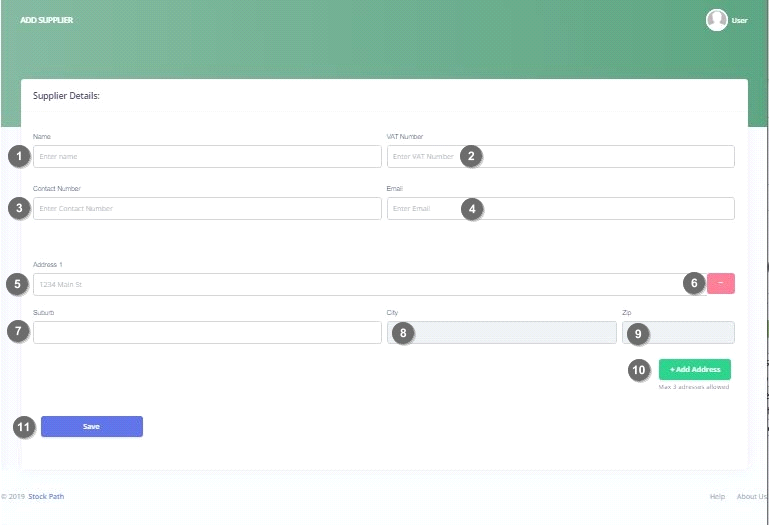 ADD SUPPLIER
User
Supplier Details:
Name
VAT Number
1
Enter name
Enter VAT Number
2
Contact Number
Email
3
Enter Contact Number
Enter Email
4
Address 1
5
1234 Main St
6
-
Suburb
City
Zip
7
8
9
10
+ Add Address
Max 3 adresses allowed
11
Save
© 2019 Stock Path
Help
About Us